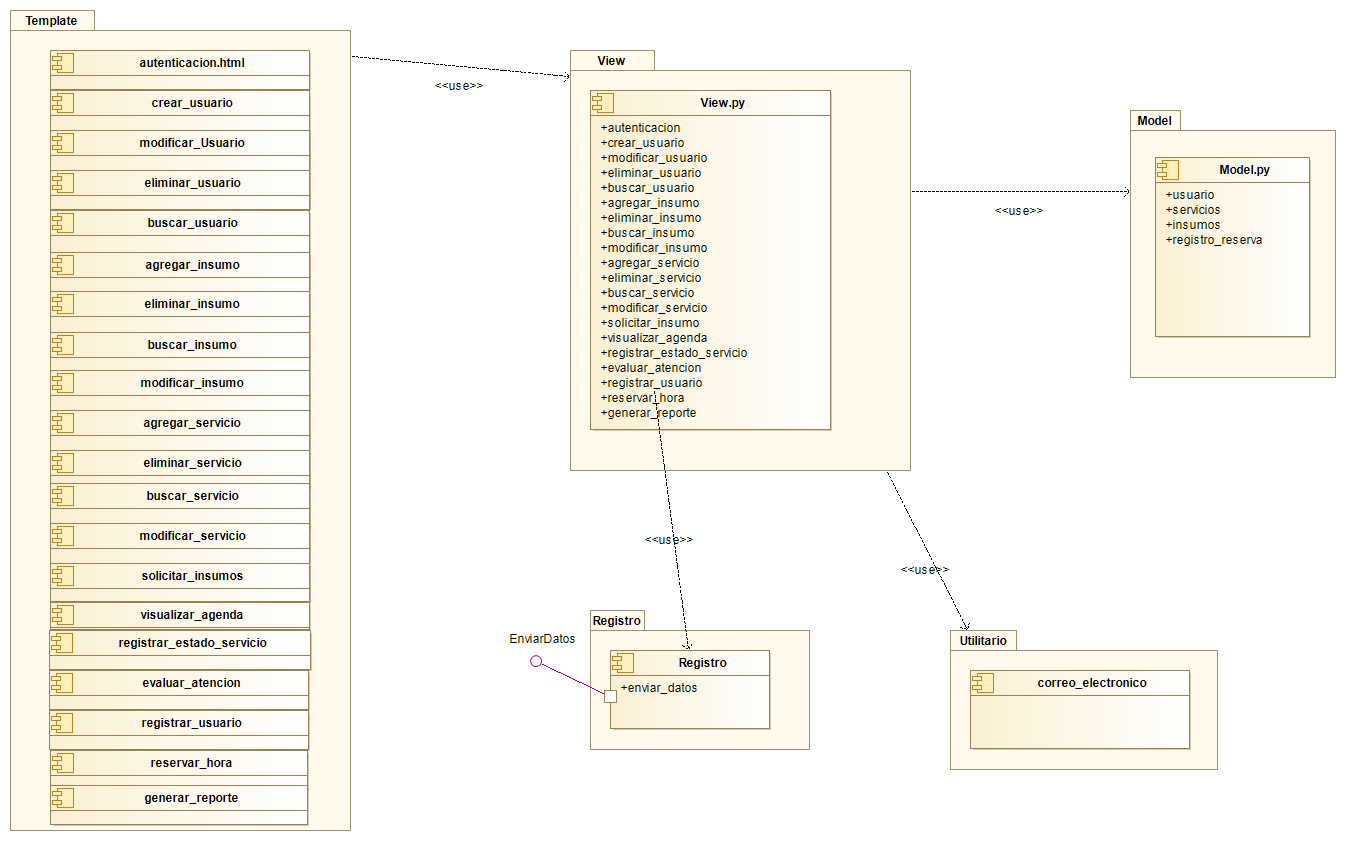 Template
autenticacion.html
crear_usuario
modificar_Usuario
eliminar_usuario
buscar_usuario
agregar_insumo
eliminar_insumo
buscar_insumo
modificar_insumo
agregar_servicio
eliminar_servicio
buscar_servicio
modificar_servicio
solicitar_insumos
visualizar_agenda
registrar_estado_servicio
evaluar_atencion
registrar_usuario
reservar_hora
generar_reporte
<<use>>
View
View.py
+autenticacion
+crear_usuario
+modificar_usuario
+eliminar_usuario
+buscar_usuario
+agregar_insumo
+eliminar_insumo
+buscar_insumo
+modificar_insumo
+agregar_servicio
+eliminar_servicio
+buscar_servicio
+modificar_servicio
+solicitar_insumo
+visualizar_agenda
+registrar_estado_servicio
+evaluar_atencion
+registrar_usuario
+reservar_hora
+generar_reporte
<<use>>
Model
Model.py
+usuario
+servicios
+insumos
+registro_reserva
<<use>>
<<use>>
EnviarDatos
Registro
Registro
+enviar_datos
Utilitario
correo_electronico